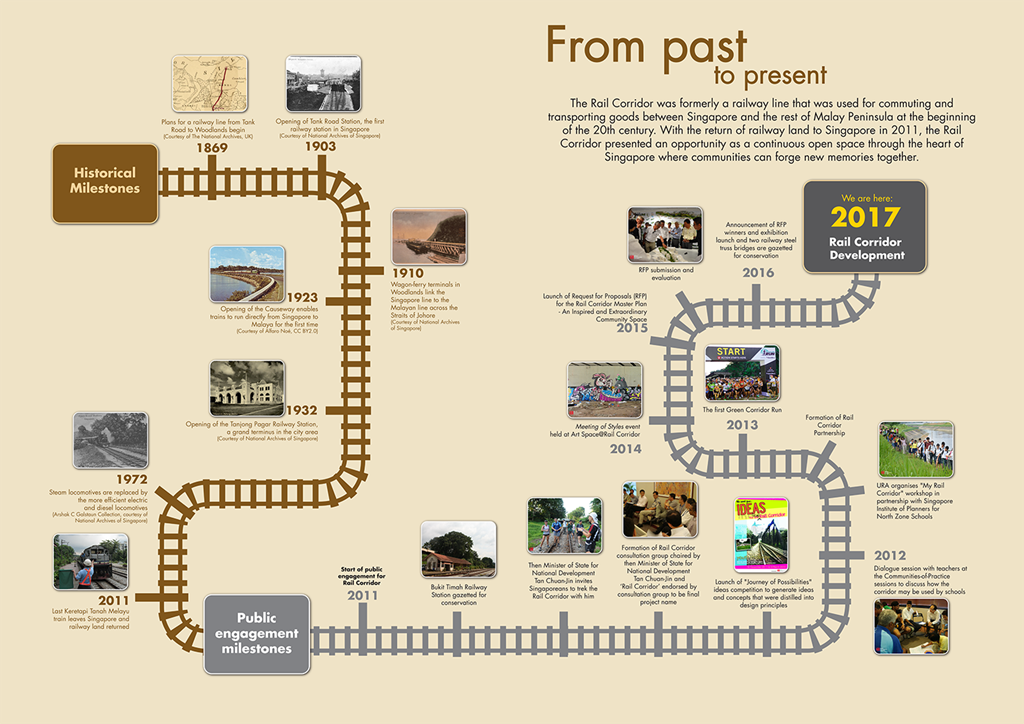 From past
to present
The Rail Corridor was formerly a railway line that was used for commuting and
transporting goods between Singapore and the rest of Malay Peninsula at the beginning
of the 20th century. With the return of railway land to Singapore in 2011, the Rail
Corridor presented an opportunity as a continuous open space through the heart of
Singapore where communities can forge new memories together.
Historical
Milestones
Plans for a railway line from Tank
Road to Woodlands begin
(Courtesy of The National Archives, UK)
1869
Opening of Tank Road Station, the first
railway station in Singapore
(Courtesy of National Archives of Singapore)
1903
1910
Wagon-ferry terminals in
Woodlands link the
Singapore line to the
Malayan line across the
Straits of Johore
(Courtesy of National Archives
of Singapore)
1923
Opening of the Causeway enables
trains to run directly from Singapore to
Malaya for the first time
(Courtesy of Alfaro Noé, CC BY2.0)
1932
Opening of the Tanjong Pagar Railway Station,
a grand terminus in the city area
(Courtesy of National Archives of Singapore)
1972
Steam locomotives are replaced by
the more efficient electric
and diesel locomotives
(Arshak C Galstaun Collection, courtesy of
National Archives of Singapore)
2011
Last Keretapi Tanah Melayu
train leaves Singapore and
railway land returned
Public
engagement
milestones
Start of public
engagement for
Rail Corridor
2011
Bukit Timah Railway
Station gazetted for
conservation
Then Minister of State for
National Development
Tan Chuan-Jin invites
Singaporeans to trek the
Rail Corridor with him
Formation of Rail Corridor
consultation group chaired by
then Minister of State for
National Development
Tan Chuan-Jin and
'Rail Corridor' endorsed by
consultation group to be final
project name
IDEAS
Launch of "Journey of Possibilities"
ideas competition to generate ideas
and concepts that were distilled into
design principles
2012
Dialogue session with teachers at
the Communities-of-Practice
sessions to discuss how the
corridor may be used by schools
URA organises "My Rail
Corridor" workshop in
partnership with Singapore
Institute of Planners for
North Zone Schools
Formation of Rail
Corridor
Partnership
START
The first Green Corridor Run
2013
Meeting of Styles event
held at Art Space@Rail Corridor
2014
Launch of Request for Proposals (RFP)
for the Rail Corridor Master Plan
- An Inspired and Extraordinary
Community Space
2015
RFP submission and
evaluation
Announcement of RFP
winners and exhibition
launch and two railway steel
truss bridges are gazetted
for conservation
2016
We are here:
2017
Rail Corridor
Development